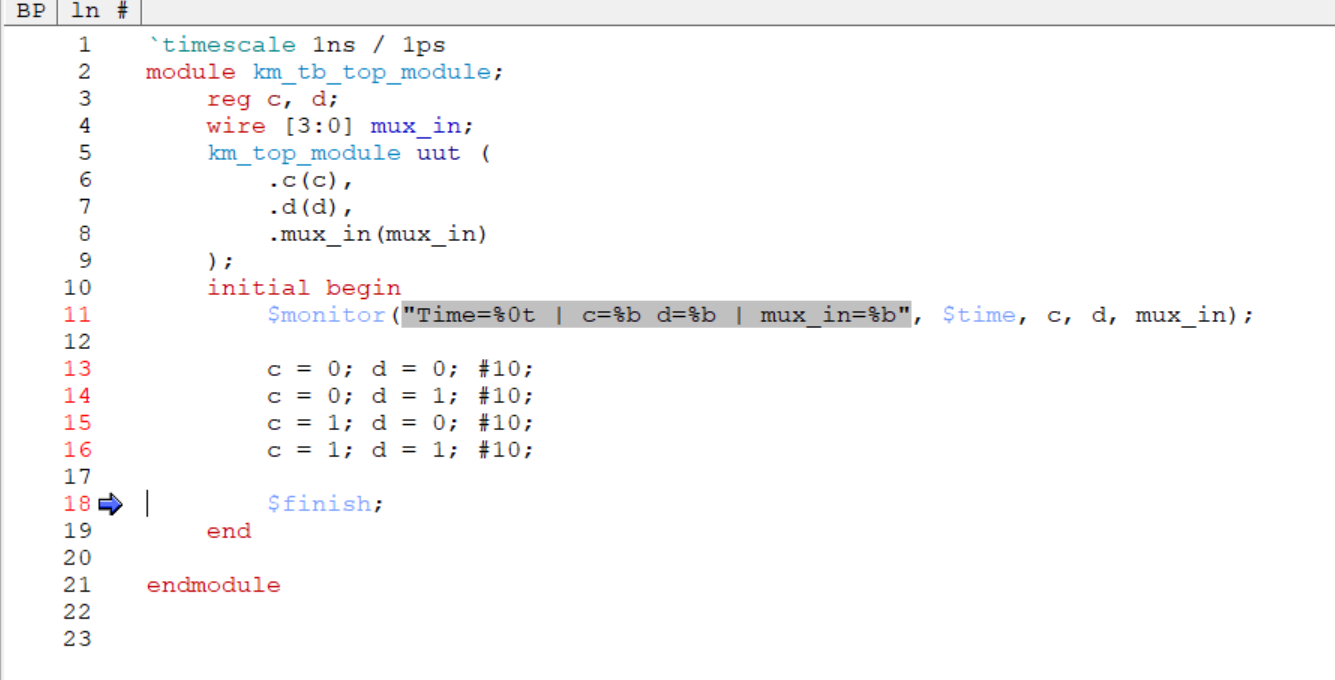 BP ln #
1 `timescale 1ns / 1ps
2 module km_tb_top_module;
3 reg c, d;
4 wire [3:0] mux_in;
5 km_top_module uut (
6 .c(c),
7 .d(d),
8 .mux_in(mux_in)
9 );
10 initial begin
11 $monitor("Time=%0t | c=%b d=%b | mux_in=%b", $time, c, d, mux_in);
12
13 c = 0; d = 0; #10;
14 c = 0; d = 1; #10;
15 c = 1; d = 0; #10;
16 c = 1; d = 1; #10;
17
18 $finish;
19 end
20
21 endmodule
22
23